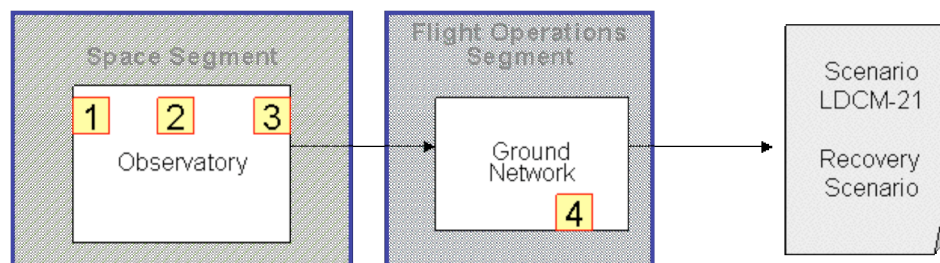 Space Segment
1 2 3
Observatory
Flight Operations
Segment
Ground
Network
4
Scenario
LDCM-21
Recovery
Scenario